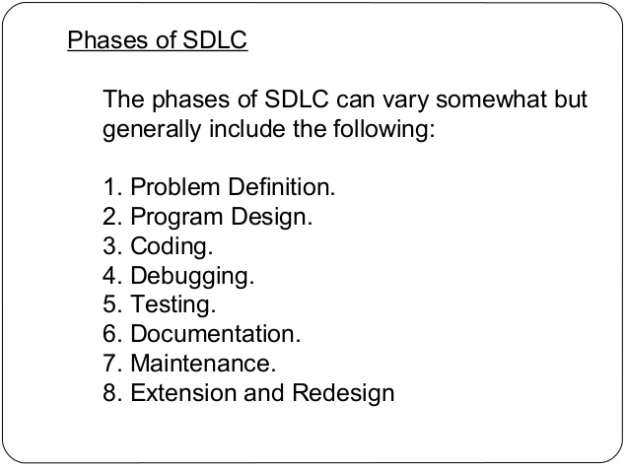 Phases of SDLC
The phases of SDLC can vary somewhat but
generally include the following:
1. Problem Definition.
2. Program Design.
3. Coding.
4. Debugging.
5. Testing.
6. Documentation.
7. Maintenance.
8. Extension and Redesign